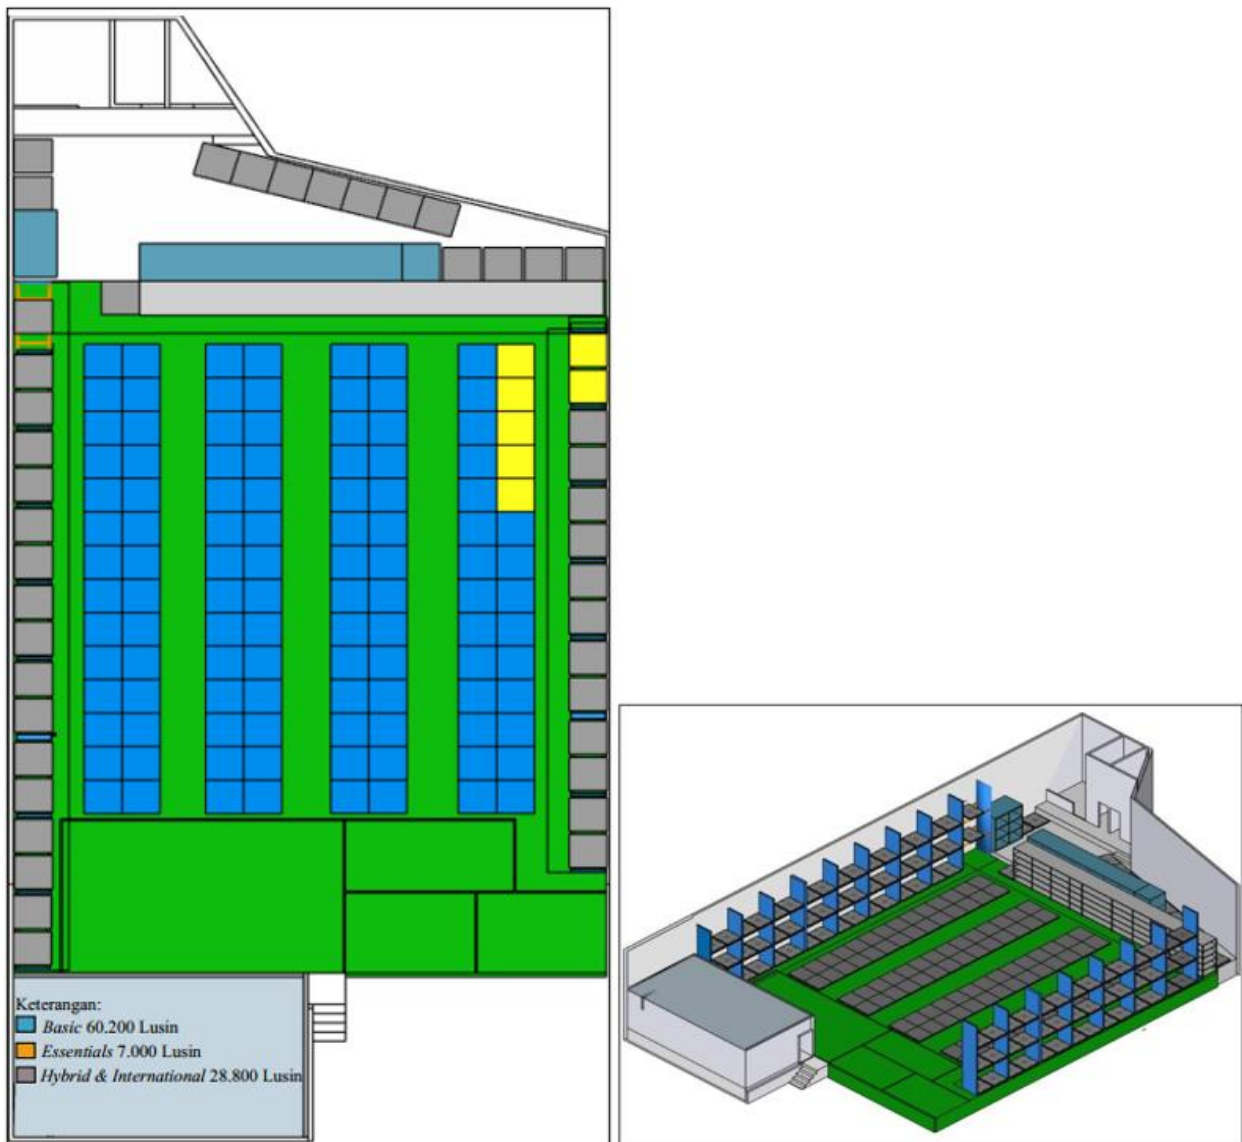 Keterangan:
Basic 60.200 Lusin
Essentials 7.000 Lusin
Hybrid & International 28.800 Lusin